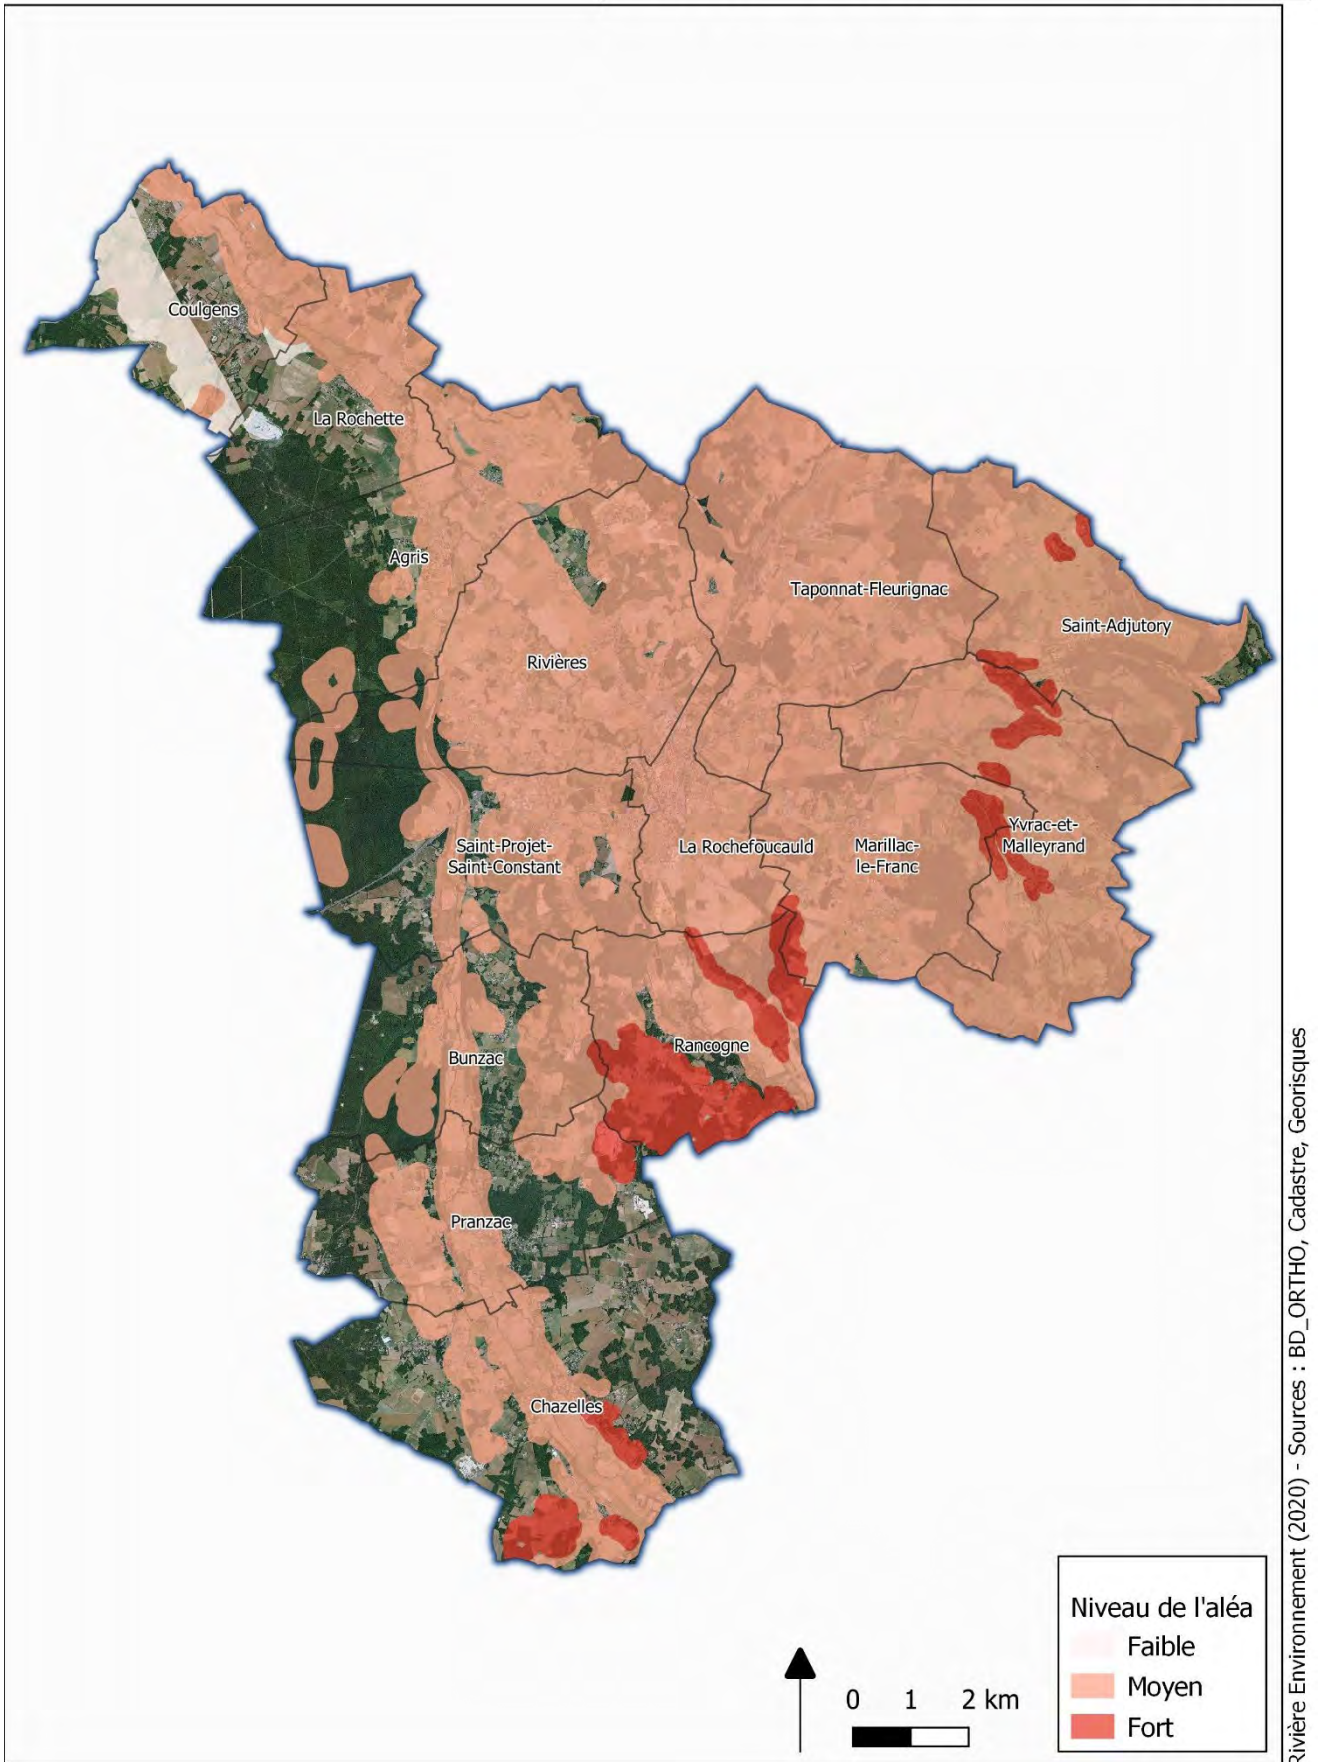 Coulgens
La Rochette
Agris
Taponnat-Fleurignac
Saint-Adjutory
Rivières
Saint-Projet-
Saint-Constant
La Rochefoucauld
Marillac-
le-Franc
Yvrac-et-
Malleyrand
Rancogne
Bunzac
Pranzac
Chazelles
Niveau de l'aléa
Faible
Moyen
Fort
0 1 2 km
Rivière Environnement (2020) - Sources : BD_ORTHO, Cadastre, Georisques